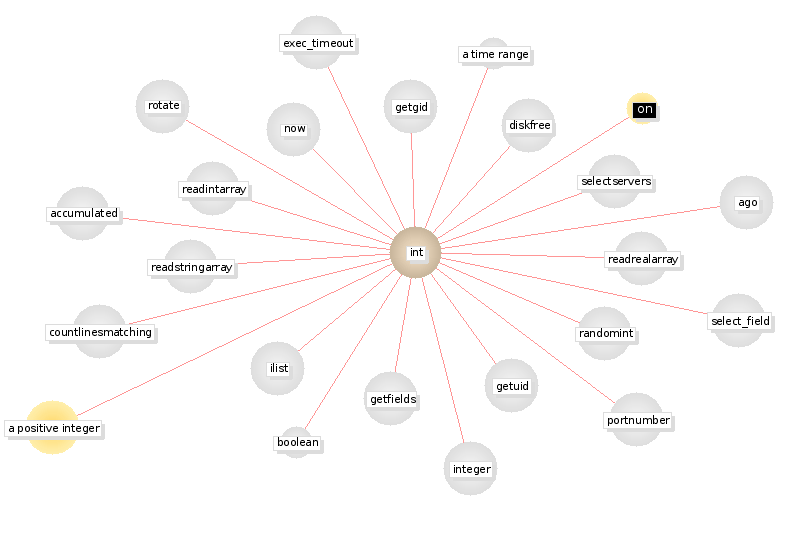 exec_timeout
a time range
rotate
getgid
on
now
diskfree
readintarray
selectservers
accumulated
ago
int
readstringarray
readrealarray
countlinesmatching
select_field
randomint
ilist
getuid
getfields
a positive integer
portnumber
boolean
integer